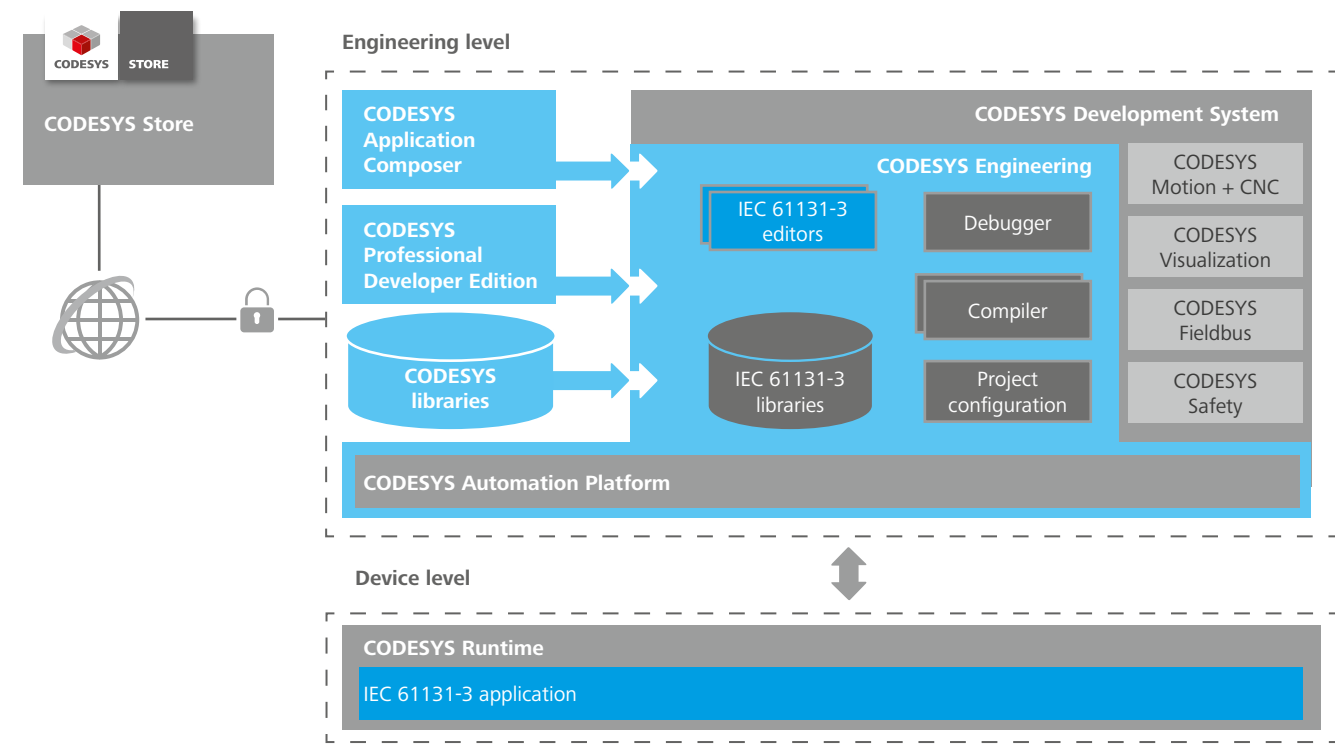 CODESYS
STORE
CODESYS Store
Engineering level
CODESYS
Application
Composer
CODESYS
Professional
Developer Edition
CODESYS
libraries
CODESYS Development System
CODESYS Engineering
IEC 61131-3
editors
Debugger
Compiler
IEC 61131-3
libraries
Project
configuration
CODESYS
Motion + CNC
CODESYS
Visualization
CODESYS
Fieldbus
CODESYS
Safety
CODESYS Automation Platform
Device level
CODESYS Runtime
IEC 61131-3 application